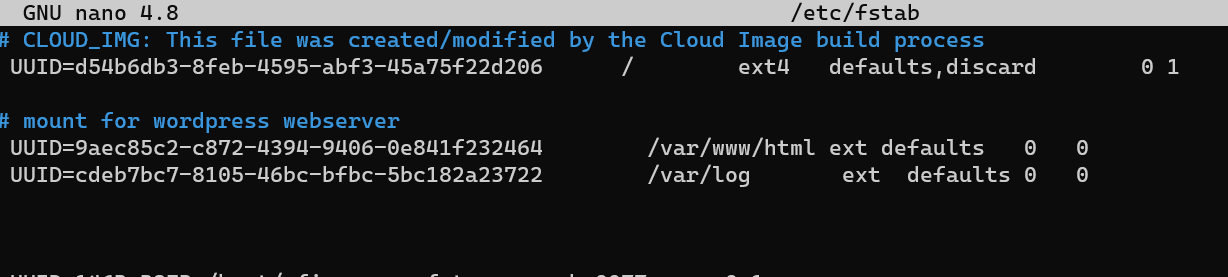 GNU nano 4.8 /etc/fstab
# CLOUD_IMG: This file was created/modified by the Cloud Image build process
UUID=d54b6db3-8feb-4595-abf3-45a75f22d206 / ext4 defaults,discard 0 1
# mount for wordpress webserver
UUID=9aec85c2-c872-4394-9406-0e841f232464 /var/www/html ext defaults 0 0
UUID=cdeb7bc7-8105-46bc-bfbc-5bc182a23722 /var/log ext defaults 0 0